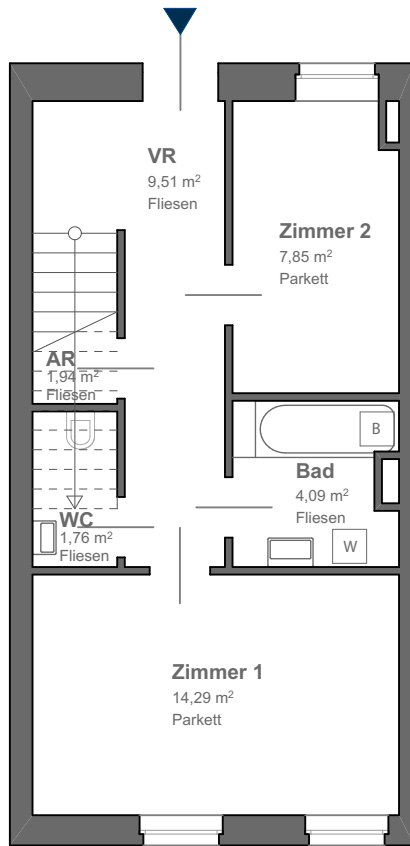 VR
9,51 m²
Fliesen
Zimmer 2
7,85 m²
Parkett
AR
1,94 m²
Fliesen
B
Bad
4,09 m²
Fliesen
WC
1,76 m²
Fliesen
W
Zimmer 1
14,29 m²
Parkett